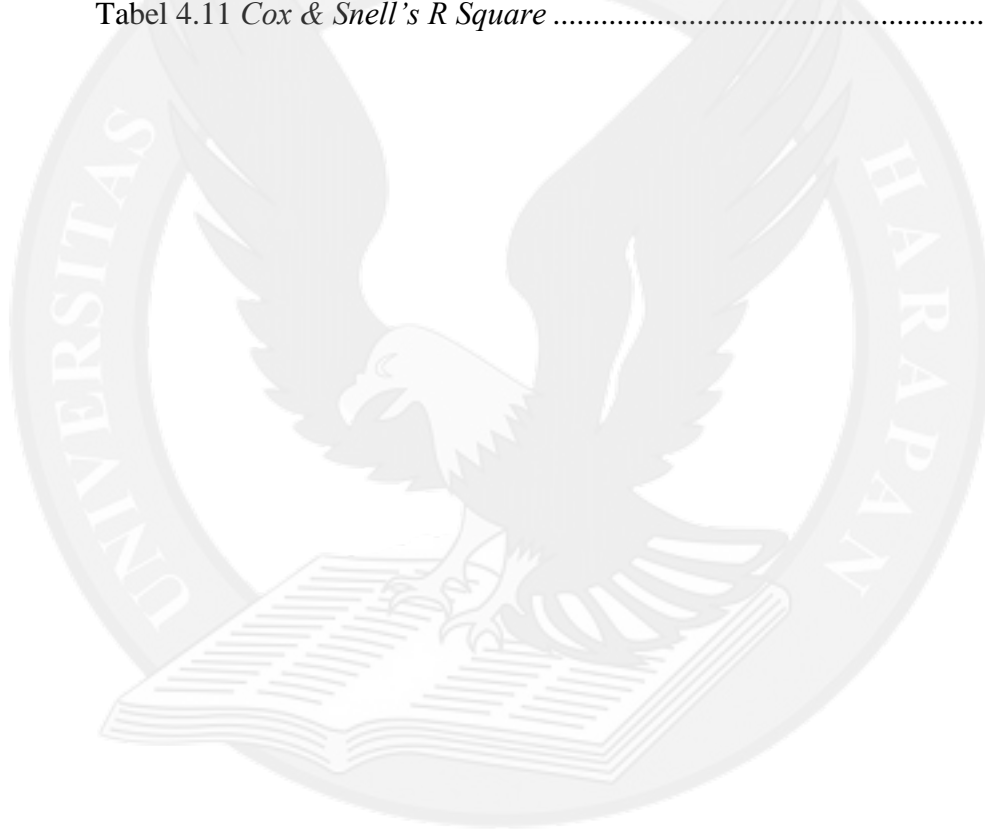 Tabel 4.11 Cox & Snell’s R Square ......................................................
UNIVERSITAS
HARAPAN